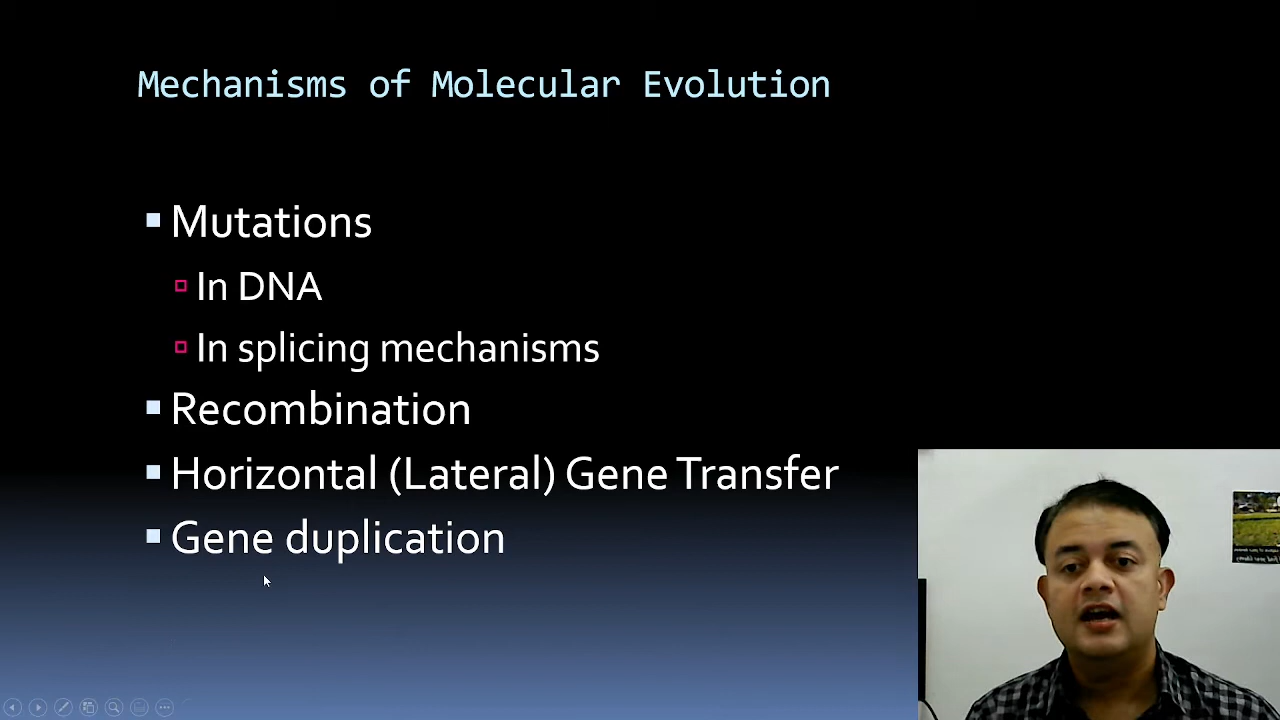 Mechanisms of Molecular Evolution
Mutations
In DNA
In splicing mechanisms
Recombination
Horizontal (Lateral) Gene Transfer
Gene duplication